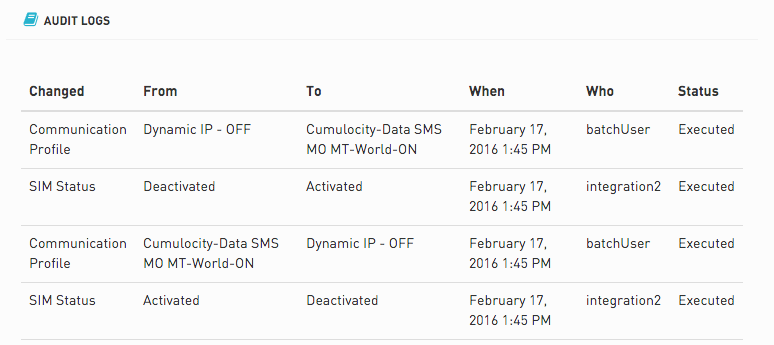 AUDIT LOGS
Changed From To When Who Status
Communication Dynamic IP - OFF Cumulocity-Data SMS February 17, batchUser Executed
Profile MO MT-World-ON 2016 1:45 PM
SIM Status Deactivated Activated February 17, integration2 Executed
2016 1:45 PM
Communication Cumulocity-Data SMS Dynamic IP - OFF February 17, batchUser Executed
Profile MO MT-World-ON 2016 1:45 PM
SIM Status Activated Deactivated February 17, integration2 Executed
2016 1:45 PM